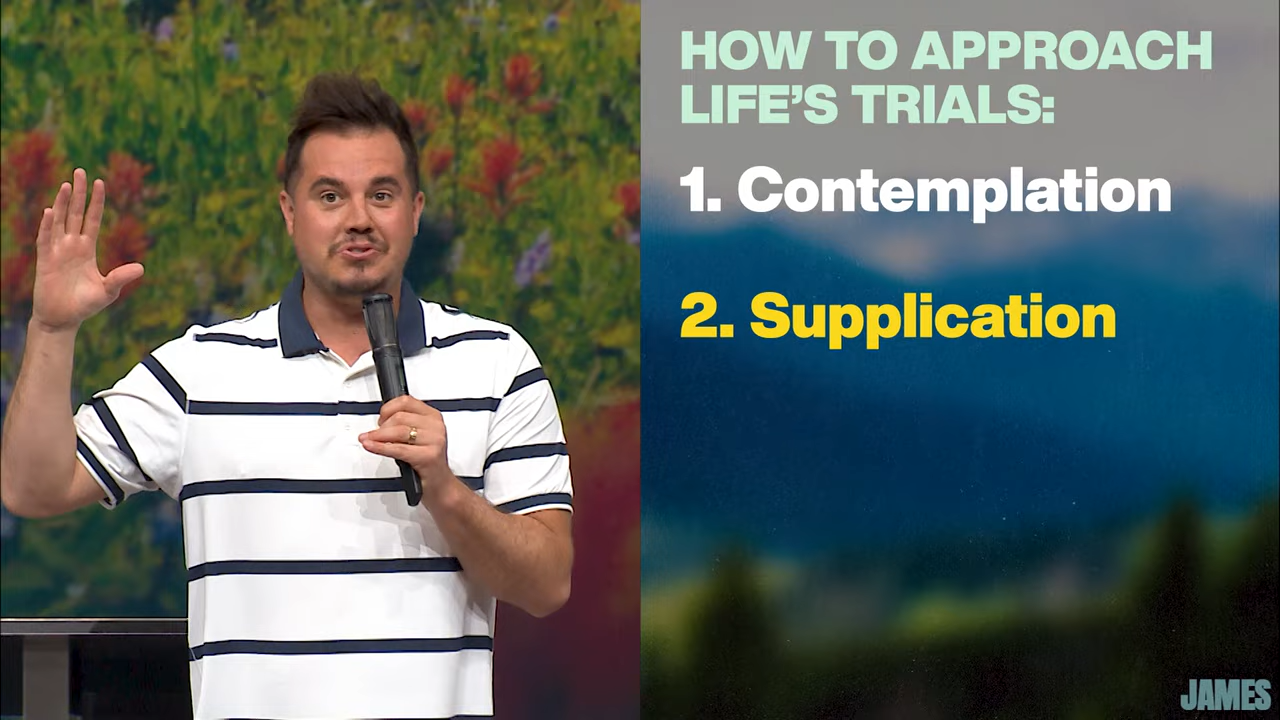 HOW TO APPROACH
LIFE'S TRIALS:
1. Contemplation
2. Supplication
JAMES